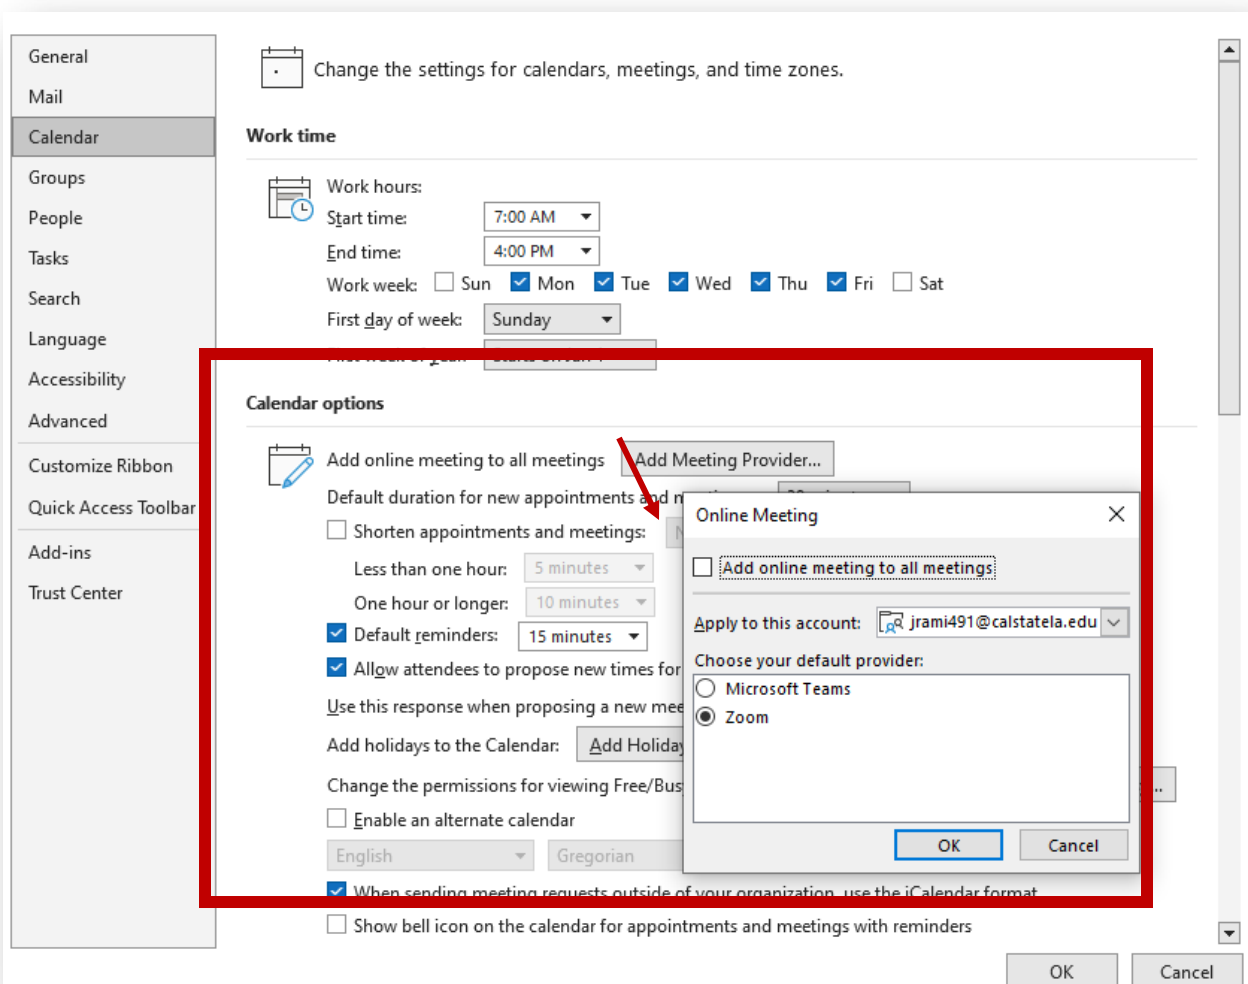 General
Mail
Calendar
Groups
People
Tasks
Search
Language
Accessibility
Advanced
Customize Ribbon
Quick Access Toolbar
Add-ins
Trust Center
Change the settings for calendars, meetings, and time zones.
Work time
Work hours:
Start time: 7:00 AM
End time: 4:00 PM
Work week: Sun Mon Tue Wed Thu Fri Sat
First day of week: Sunday
Calendar options
Add online meeting to all meetings Add Meeting Provider...
Default duration for new appointments and
Shorten appointments and meetings: N
Less than one hour: 5 minutes
One hour or longer: 10 minutes
Default reminders: 15 minutes
Allow attendees to propose new times for
Use this response when proposing a new mee
Add holidays to the Calendar: Add Holiday
Change the permissions for viewing Free/Bus
Enable an alternate calendar
English Gregorian
When sending meeting requests outside of your organization, use the iCalendar format
Show bell icon on the calendar for appointments and meetings with reminders
Online Meeting
Add online meeting to all meetings
Apply to this account: jrami491@calstatela.edu
Choose your default provider:
Microsoft Teams
Zoom
OK Cancel
OK Cancel